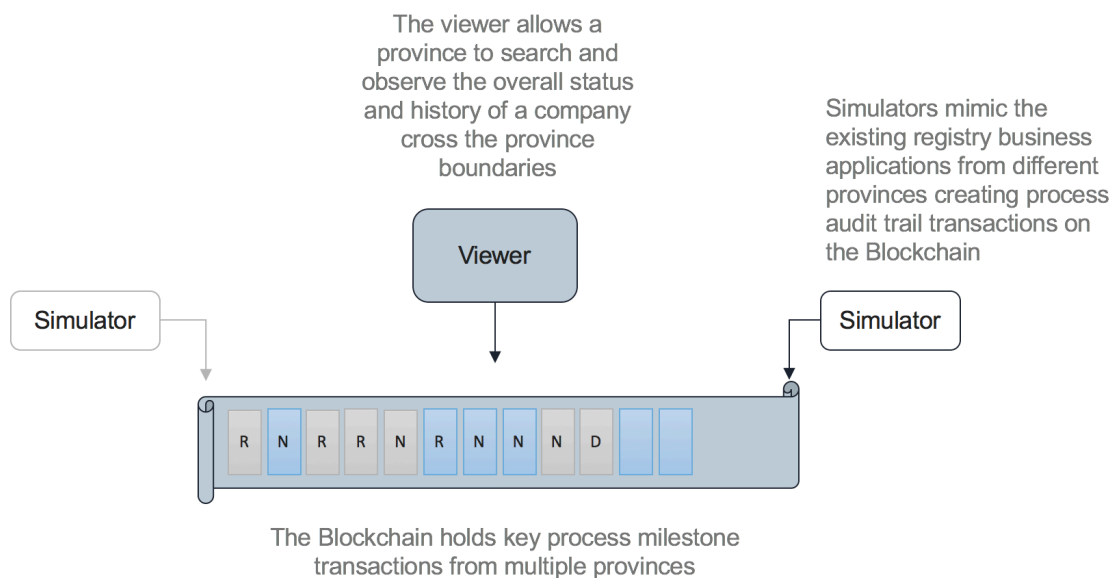 The viewer allows a
province to search and
observe the overall status
and history of a company
cross the province
boundaries
Simulators mimic the
existing registry business
applications from different
provinces creating process
audit trail transactions on
the Blockchain
Viewer
Simulator
Simulator
R N R R N R N N N D
The Blockchain holds key process milestone
transactions from multiple provinces